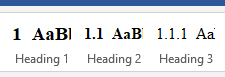 1 AaB 1.1 AaB 1.1.1 Aa
Heading 1 Heading 2 Heading 3